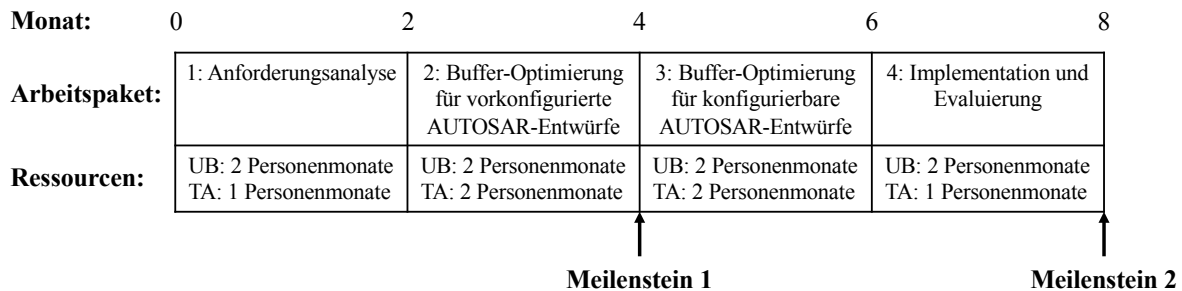 Monat: 0 2 4 6 8
Arbeitspaket:
1: Anforderungsanalyse
2: Buffer-Optimierung
für vorkonfigurierte
AUTOSAR-Entwürfe
3: Buffer-Optimierung
für konfigurierbare
AUTOSAR-Entwürfe
4: Implementation und
Evaluierung
Ressourcen:
UB: 2 Personenmonate
TA: 1 Personenmonate
UB: 2 Personenmonate
TA: 2 Personenmonate
UB: 2 Personenmonate
TA: 2 Personenmonate
UB: 2 Personenmonate
TA: 1 Personenmonate
Meilenstein 1
Meilenstein 2